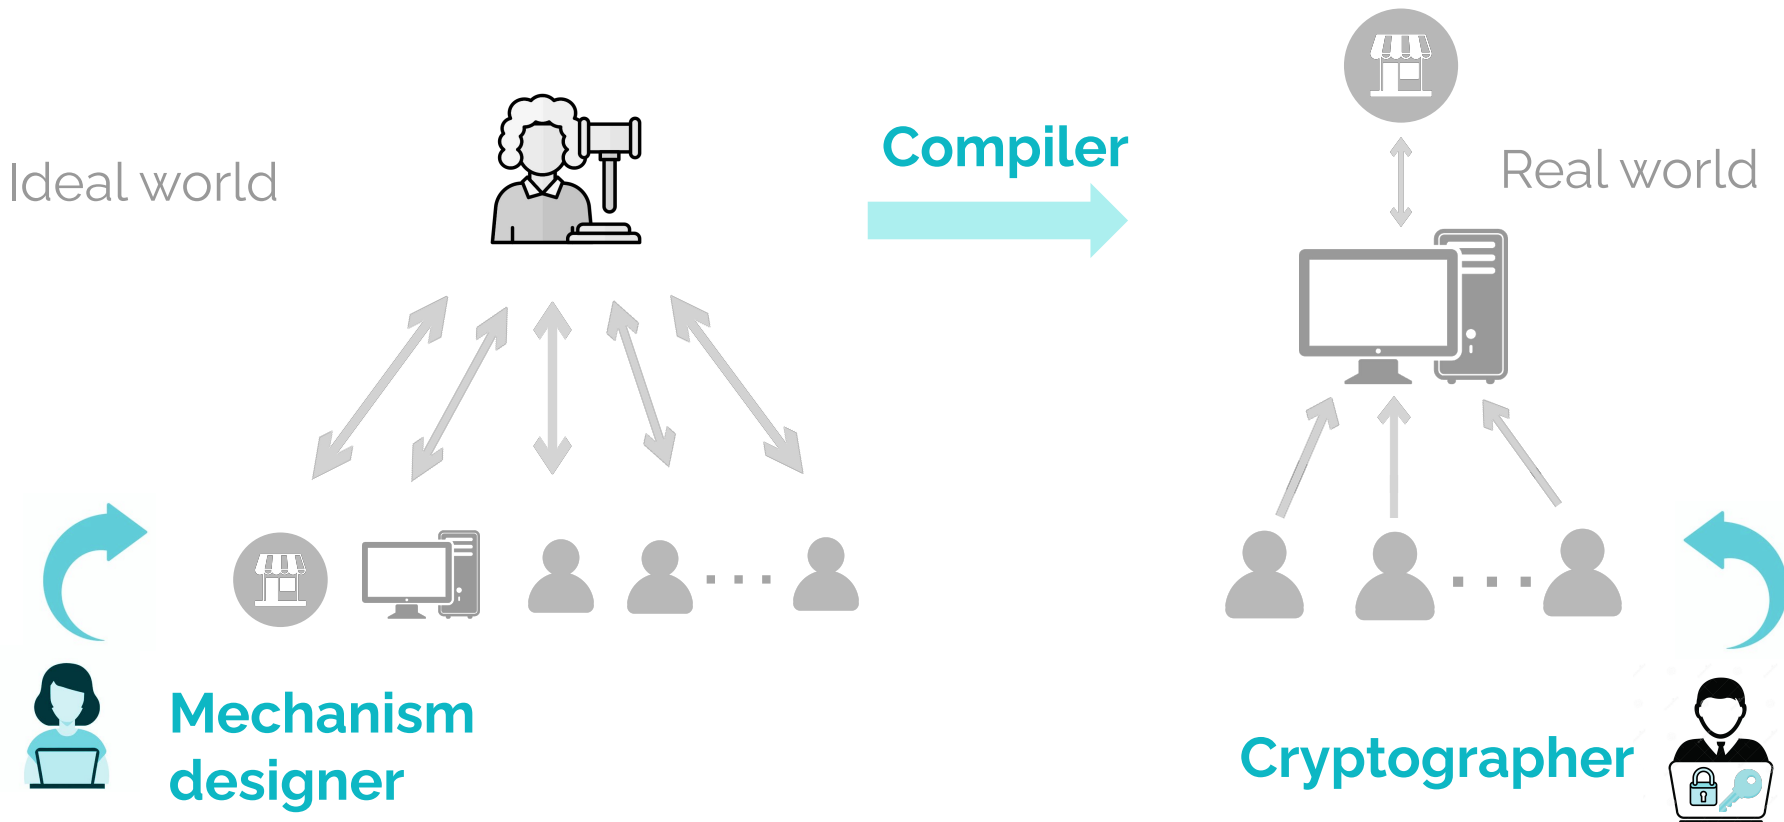 Ideal world
Compiler
Real world
Mechanism
designer
Cryptographer